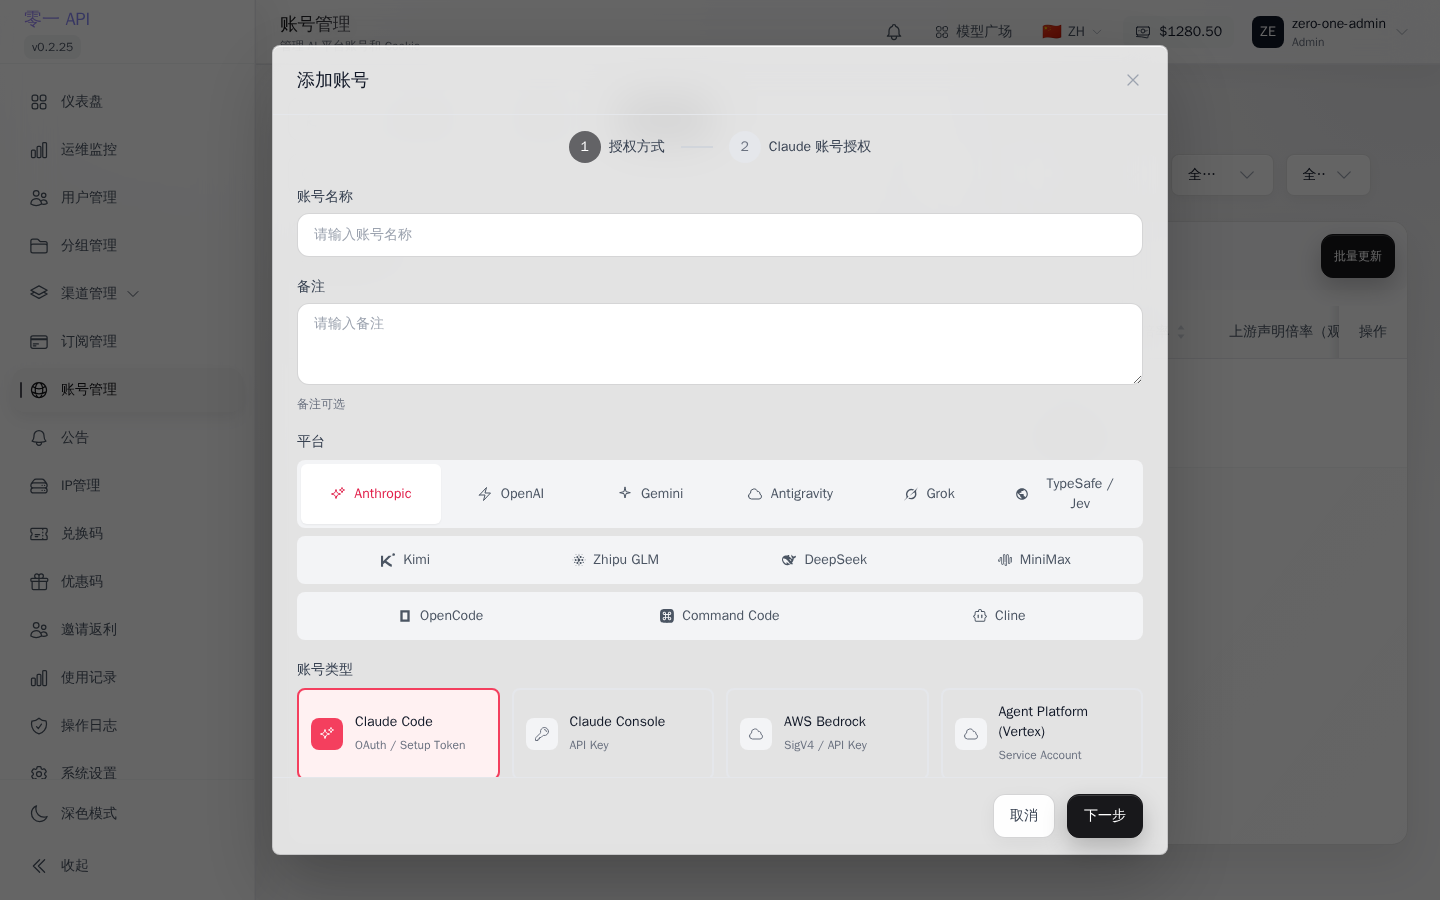 零一 API
v0.2.25
仪表盘
运维监控
用户管理
分组管理
渠道管理
订阅管理
账号管理
公告
IP管理
兑换码
优惠码
邀请返利
使用记录
操作日志
系统设置
深色模式
收起
账号管理
模型广场
🇨🇳 ZH
$1280.50
ZE
zero-one-admin
Admin
全···
全··
批量更新
上游声明倍率（观
操作
添加账号
1 授权方式
2 Claude 账号授权
账号名称
请输入账号名称
备注
请输入备注
备注可选
平台
Anthropic
OpenAI
Gemini
Antigravity
Grok
TypeSafe /
Jev
Kimi
Zhipu GLM
DeepSeek
MiniMax
OpenCode
Command Code
Cline
账号类型
Claude Code
OAuth / Setup Token
Claude Console
API Key
AWS Bedrock
SigV4 / API Key
Agent Platform
(Vertex)
Service Account
取消
下一步